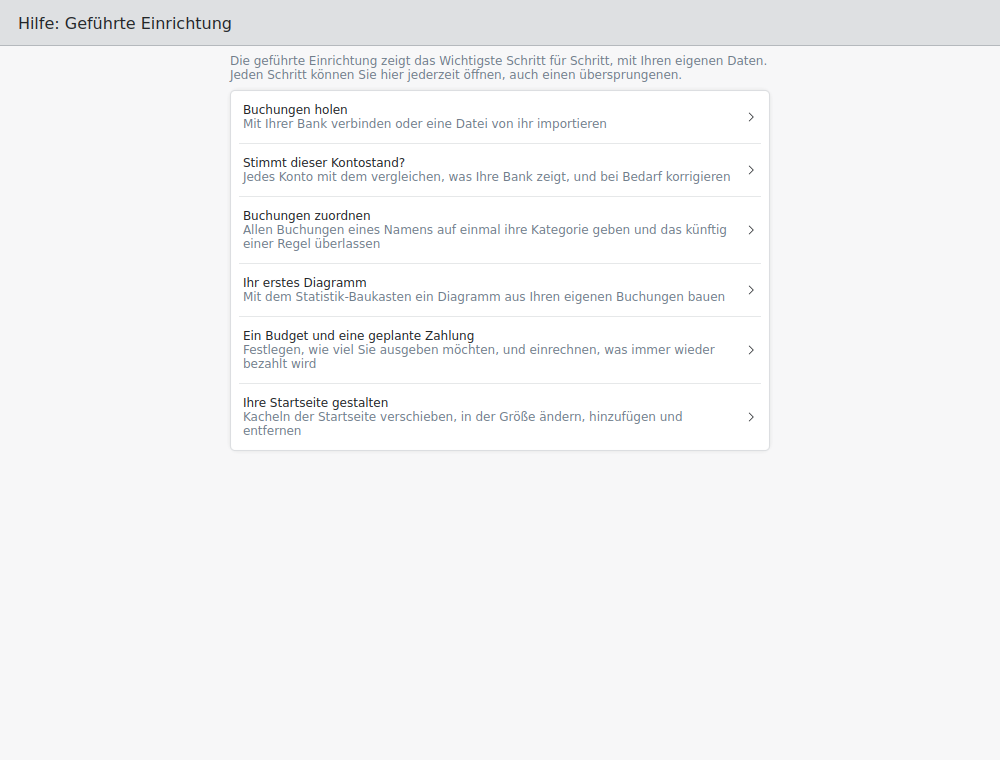 Hilfe: Geführte Einrichtung
Die geführte Einrichtung zeigt das Wichtigste Schritt für Schritt, mit Ihren eigenen Daten.
Jeden Schritt können Sie hier jederzeit öffnen, auch einen übersprungenen.
Buchungen holen
Mit Ihrer Bank verbinden oder eine Datei von ihr importieren
Stimmt dieser Kontostand?
Jedes Konto mit dem vergleichen, was Ihre Bank zeigt, und bei Bedarf korrigieren
Buchungen zuordnen
Allen Buchungen eines Namens auf einmal ihre Kategorie geben und das künftig
einer Regel überlassen
Ihr erstes Diagramm
Mit dem Statistik-Baukasten ein Diagramm aus Ihren eigenen Buchungen bauen
Ein Budget und eine geplante Zahlung
Festlegen, wie viel Sie ausgeben möchten, und einrechnen, was immer wieder
bezahlt wird
Ihre Startseite gestalten
Kacheln der Startseite verschieben, in der Größe ändern, hinzufügen und
entfernen